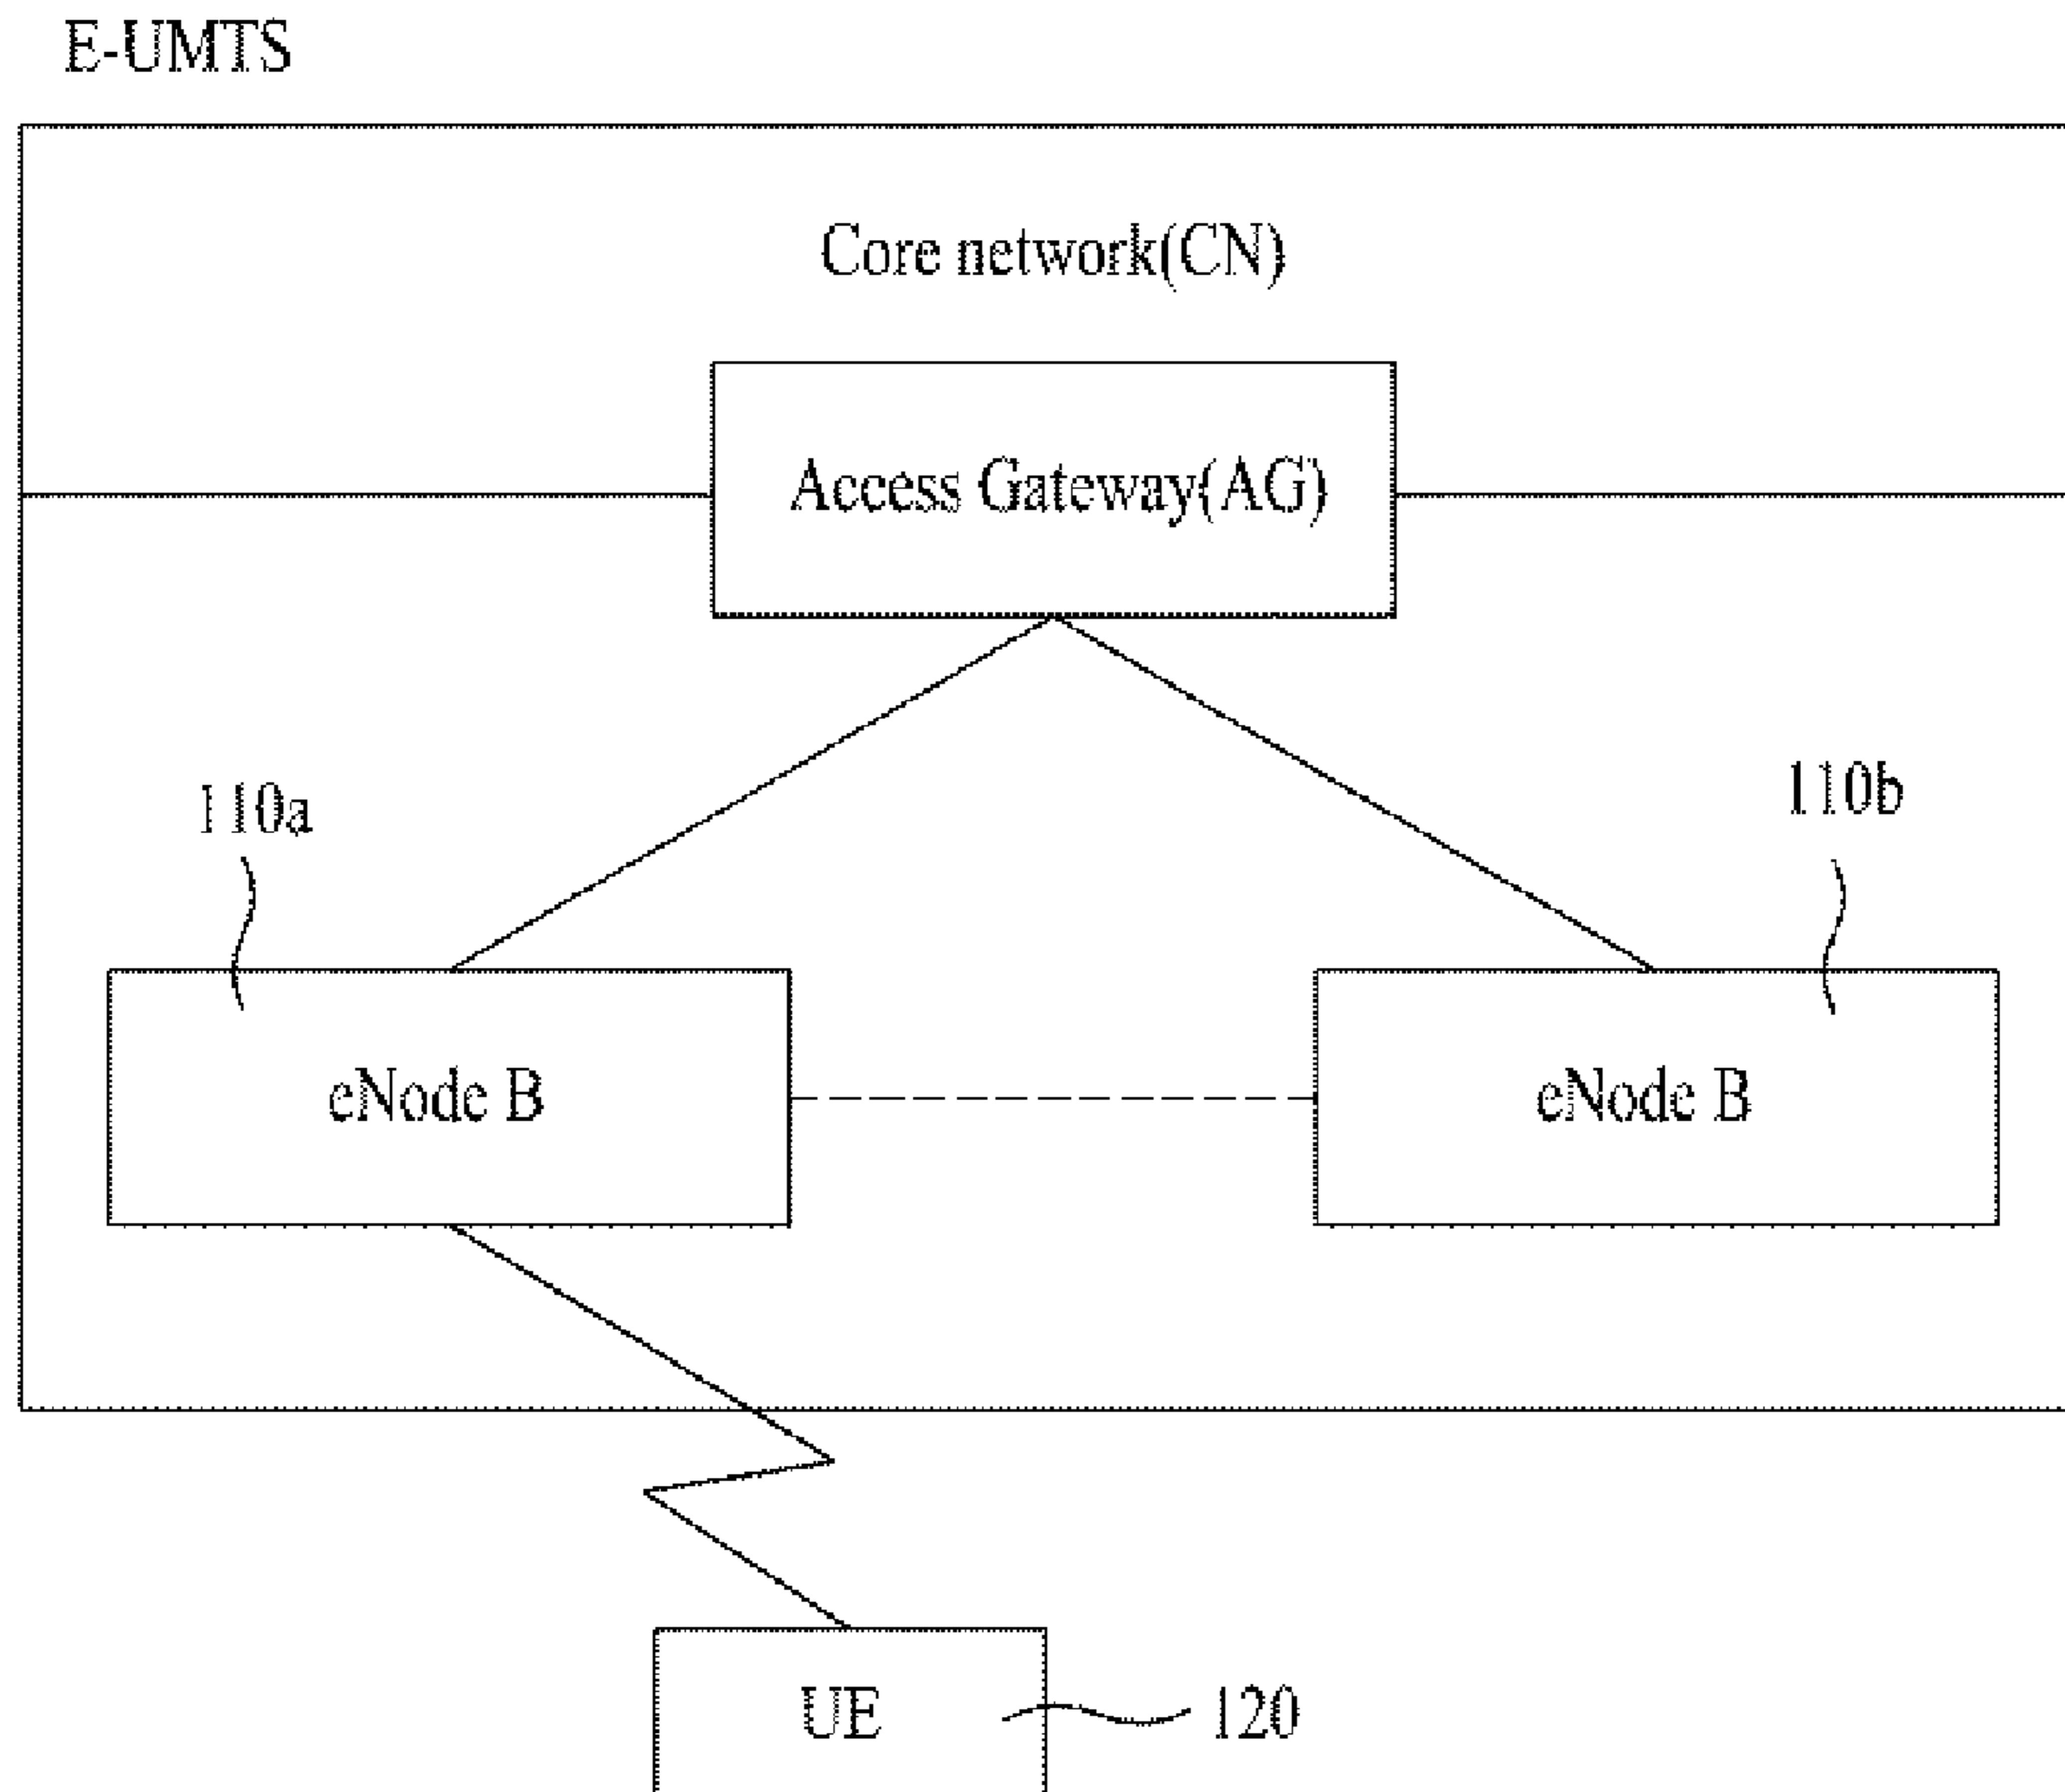 E-UMTS
Core network(CN)
Access Gateway(AG)
110a
110b
eNode B
eNode B
UE
120